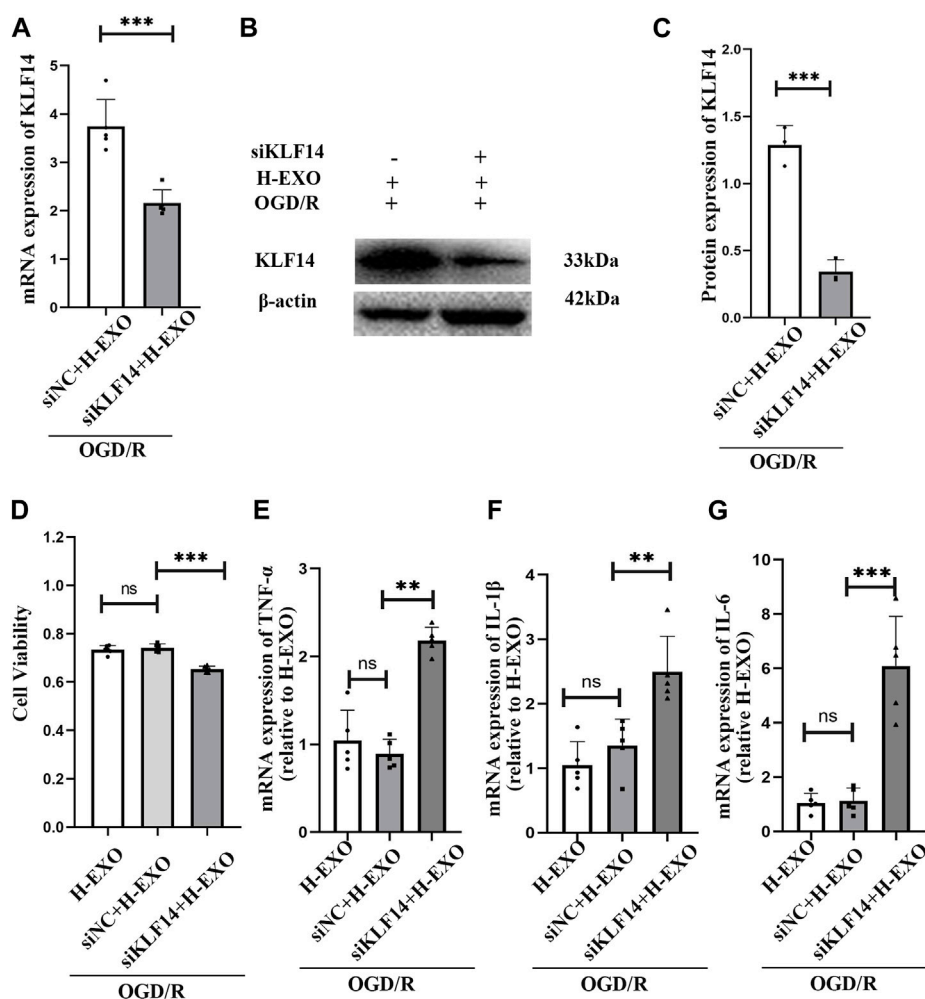 A
mRNA expression of KLF14
5
4
3
2
1
0
***
siNC+H-EXO
siKLF14+H-EXO
OGD/R
B
siKLF14 - +
H-EXO + +
OGD/R + +
KLF14 33kDa
β-actin 42kDa
C
Protein expression of KLF14
2.0
1.5
1.0
0.5
0.0
***
siNC+H-EXO
siKLF14+H-EXO
OGD/R
D
Cell Viability
1.2
1.0
0.8
0.6
0.4
0.2
0.0
ns
***
H-EXO
siNC+H-EXO
siKLF14+H-EXO
OGD/R
E
mRNA expression of TNF-α
(relative to H-EXO)
3
2
1
0
ns
**
H-EXO
siNC+H-EXO
siKLF14+H-EXO
OGD/R
F
mRNA expression of IL-1β
(relative to H-EXO)
4
3
2
1
0
ns
**
H-EXO
siNC+H-EXO
siKLF14+H-EXO
OGD/R
G
mRNA expression of IL-6
(relative H-EXO)
10
8
6
4
2
0
ns
***
H-EXO
siNC+H-EXO
siKLF14+H-EXO
OGD/R